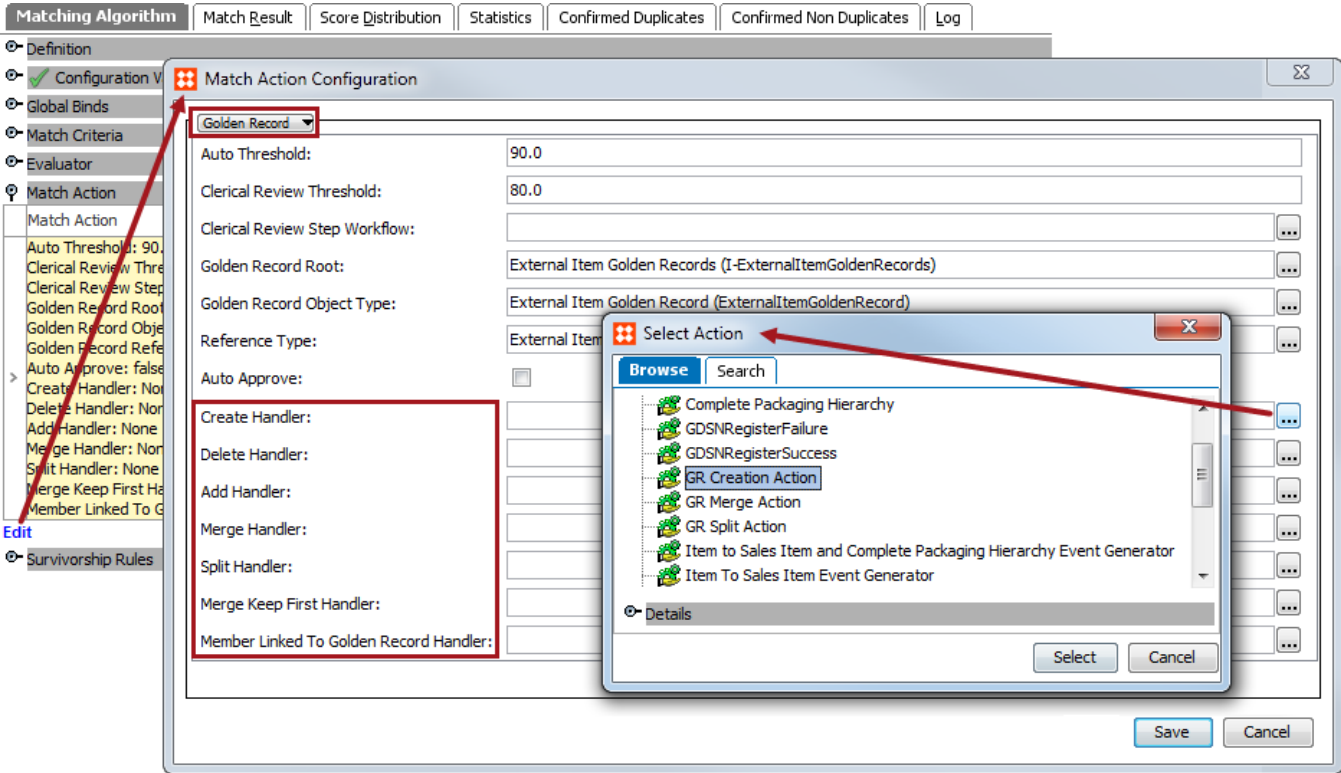 Matching Algorithm Match Result Score Distribution Statistics Confirmed Duplicates Confirmed Non Duplicates Log
Definition
Configuration W
Global Binds
Match Criteria
Evaluator
Match Action
Match Action
Auto Threshold: 90.
Clerical Review Thre
Clerical Review Step
Golden Record Root
Golden Record Obje
Golden Record Refe
Auto Approve: false
Create Handler: Nor
Delete Handler: Nor
Add Handler: None
Merge Handler: Non
Split Handler: None
Merge Keep First Ha
Member Linked To G
Edit
Survivorship Rules
Match Action Configuration
Golden Record
Auto Threshold: 90.0
Clerical Review Threshold: 80.0
Clerical Review Step Workflow: ...
Golden Record Root: External Item Golden Records (I-ExternalItemGoldenRecords) ...
Golden Record Object Type: External Item Golden Record (ExternalItemGoldenRecord) ...
Reference Type: External Item ...
Auto Approve:
Create Handler: ...
Delete Handler: ...
Add Handler: ...
Merge Handler: ...
Split Handler: ...
Merge Keep First Handler: ...
Member Linked To Golden Record Handler: ...
Select Action
Browse Search
Complete Packaging Hierarchy
GDSNRegisterFailure
GDSNRegisterSuccess
GR Creation Action
GR Merge Action
GR Split Action
Item to Sales Item and Complete Packaging Hierarchy Event Generator
Item To Sales Item Event Generator
Details
Select Cancel
Save Cancel